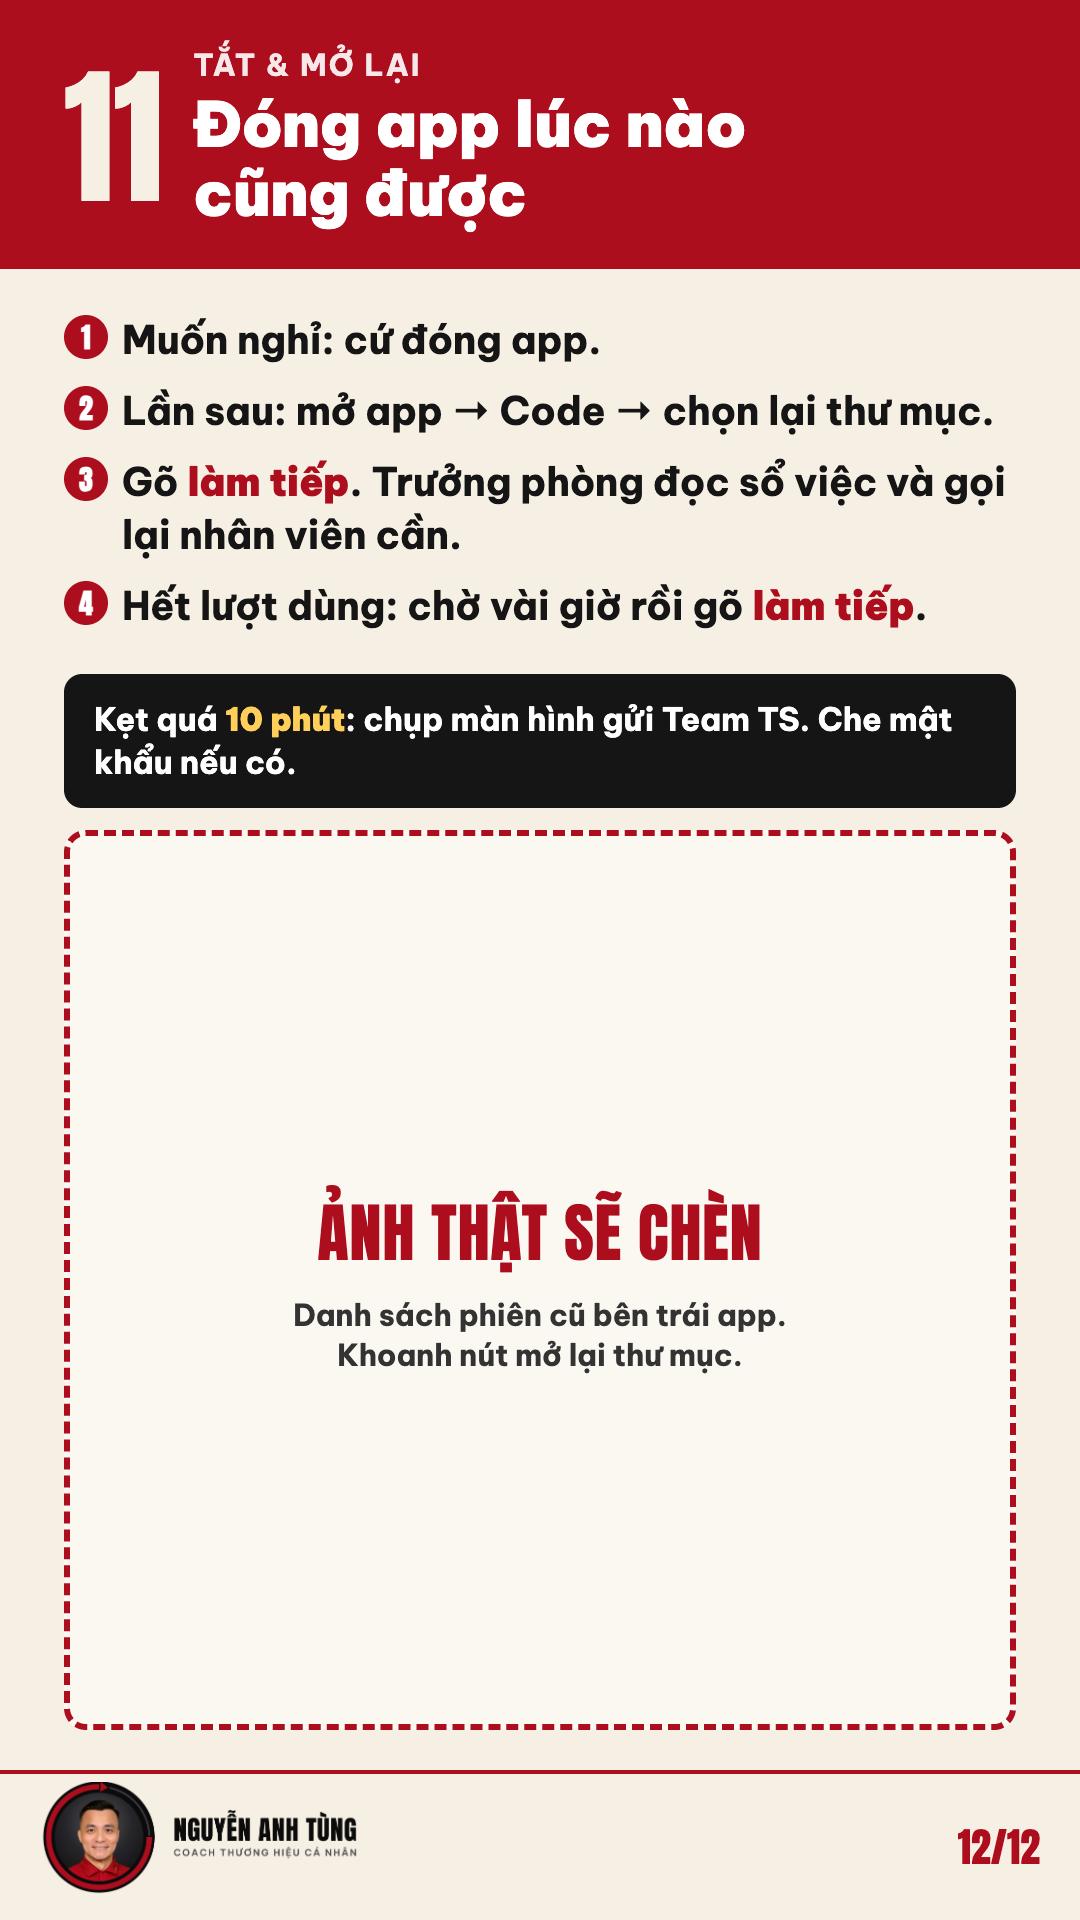 11
TẮT & MỞ LẠI
Đóng app lúc nào
cũng được
1 Muốn nghỉ: cứ đóng app.
2 Lần sau: mở app → Code → chọn lại thư mục.
3 Gõ làm tiếp. Trưởng phòng đọc sổ việc và gọi
lại nhân viên cần.
4 Hết lượt dùng: chờ vài giờ rồi gõ làm tiếp.
Kẹt quá 10 phút: chụp màn hình gửi Team TS. Che mật
khẩu nếu có.
ẢNH THẬT SẼ CHÈN
Danh sách phiên cũ bên trái app.
Khoanh nút mở lại thư mục.
NGUYỄN ANH TÙNG
COACH THƯƠNG HIỆU CÁ NHÂN
12/12